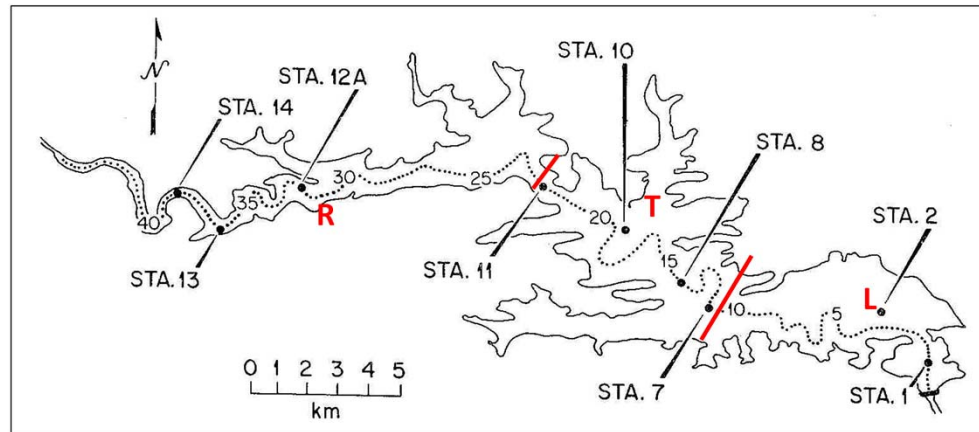 STA. 10
STA. 12A
N
STA. 14
STA. 8
30
25
T
STA. 2
35
R
20
40
15
L
STA. 11
STA. 13
10
5
0 1 2 3 4 5
km
STA. 7
STA. 1